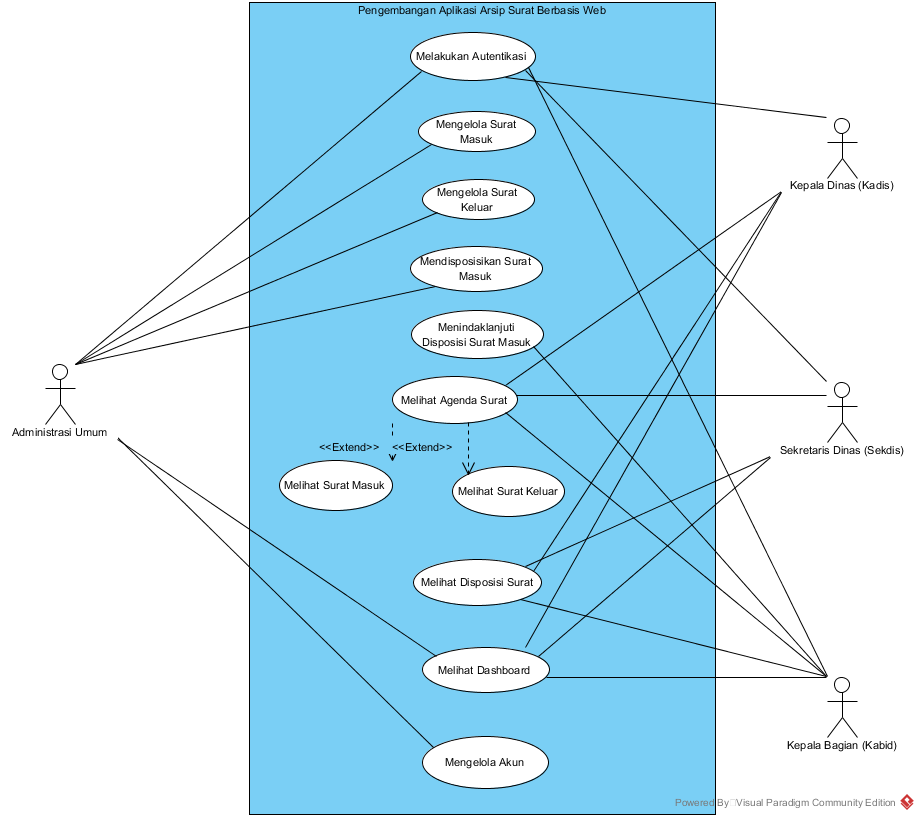 Pengembangan Aplikasi Arsip Surat Berbasis Web
Melakukan Autentikasi
Mengelola Surat
Masuk
Kepala Dinas (Kadis)
Mengelola Surat
Keluar
Mendisposisikan Surat
Masuk
Menindaklanjuti
Disposisi Surat Masuk
Melihat Agenda Surat
Administrasi Umum
<<Extend>>
<<Extend>>
Sekretaris Dinas (Sekdis)
Melihat Surat Masuk
Melihat Surat Keluar
Melihat Disposisi Surat
Melihat Dashboard
Kepala Bagian (Kabid)
Mengelola Akun
Powered By Visual Paradigm Community Edition